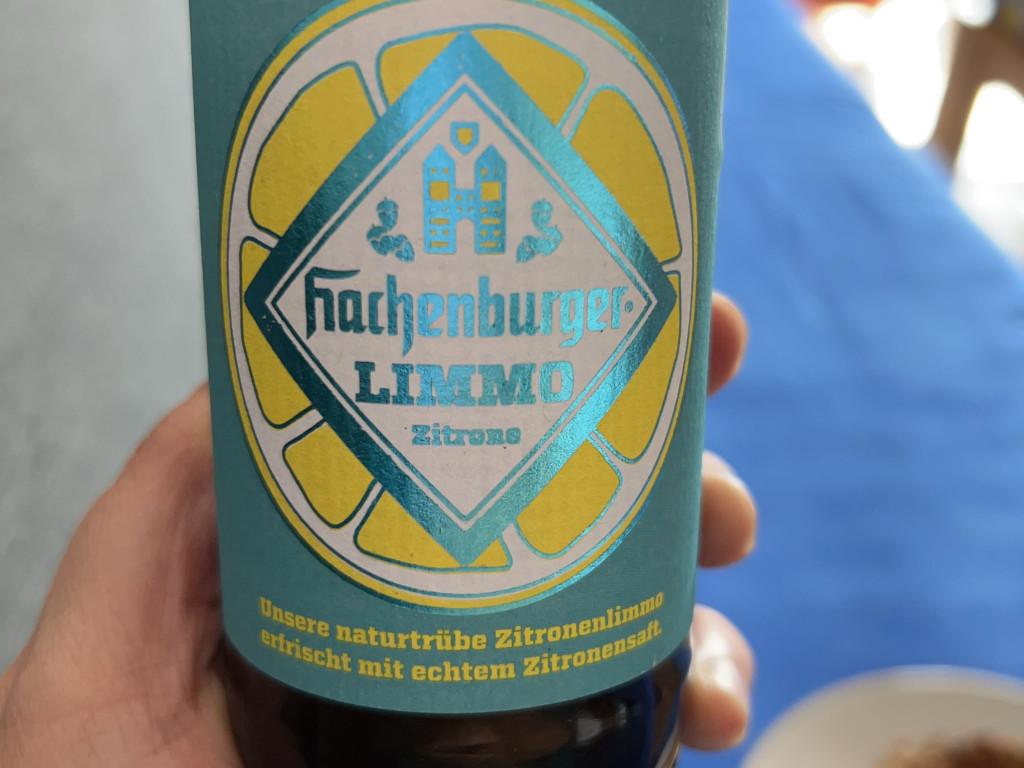 Hachenburger®
LIMMO
Zitrone
Unsere naturtrübe Zitronenlimmo
erfrischt mit echtem Zitronensaft.